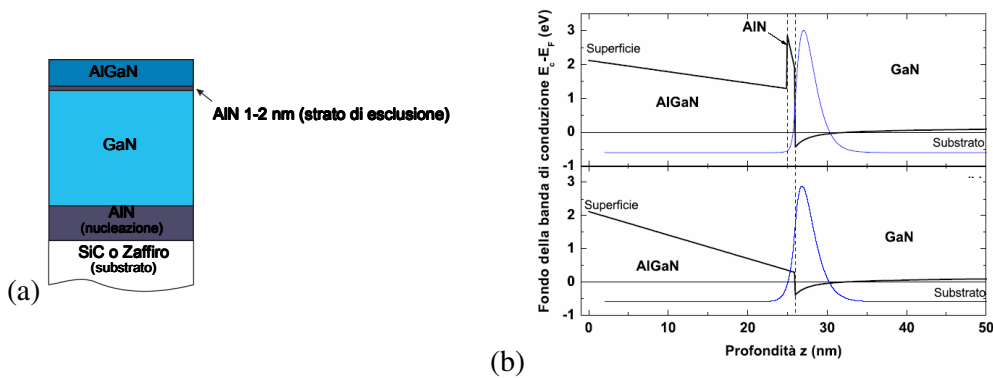 (a)
AlGaN
AlN 1-2 nm (strato di esclusione)
GaN
AlN
(nucleazione)
SiC o Zaffiro
(substrato)
(b)
Fondo della banda di conduzione E_c-E_F (eV)
3
2
1
0
-1
Superficie
AlN
AlGaN
GaN
Substrato
3
2
1
0
-1
Superficie
AlGaN
GaN
Substrato
0
10
20
30
40
50
Profondità z (nm)